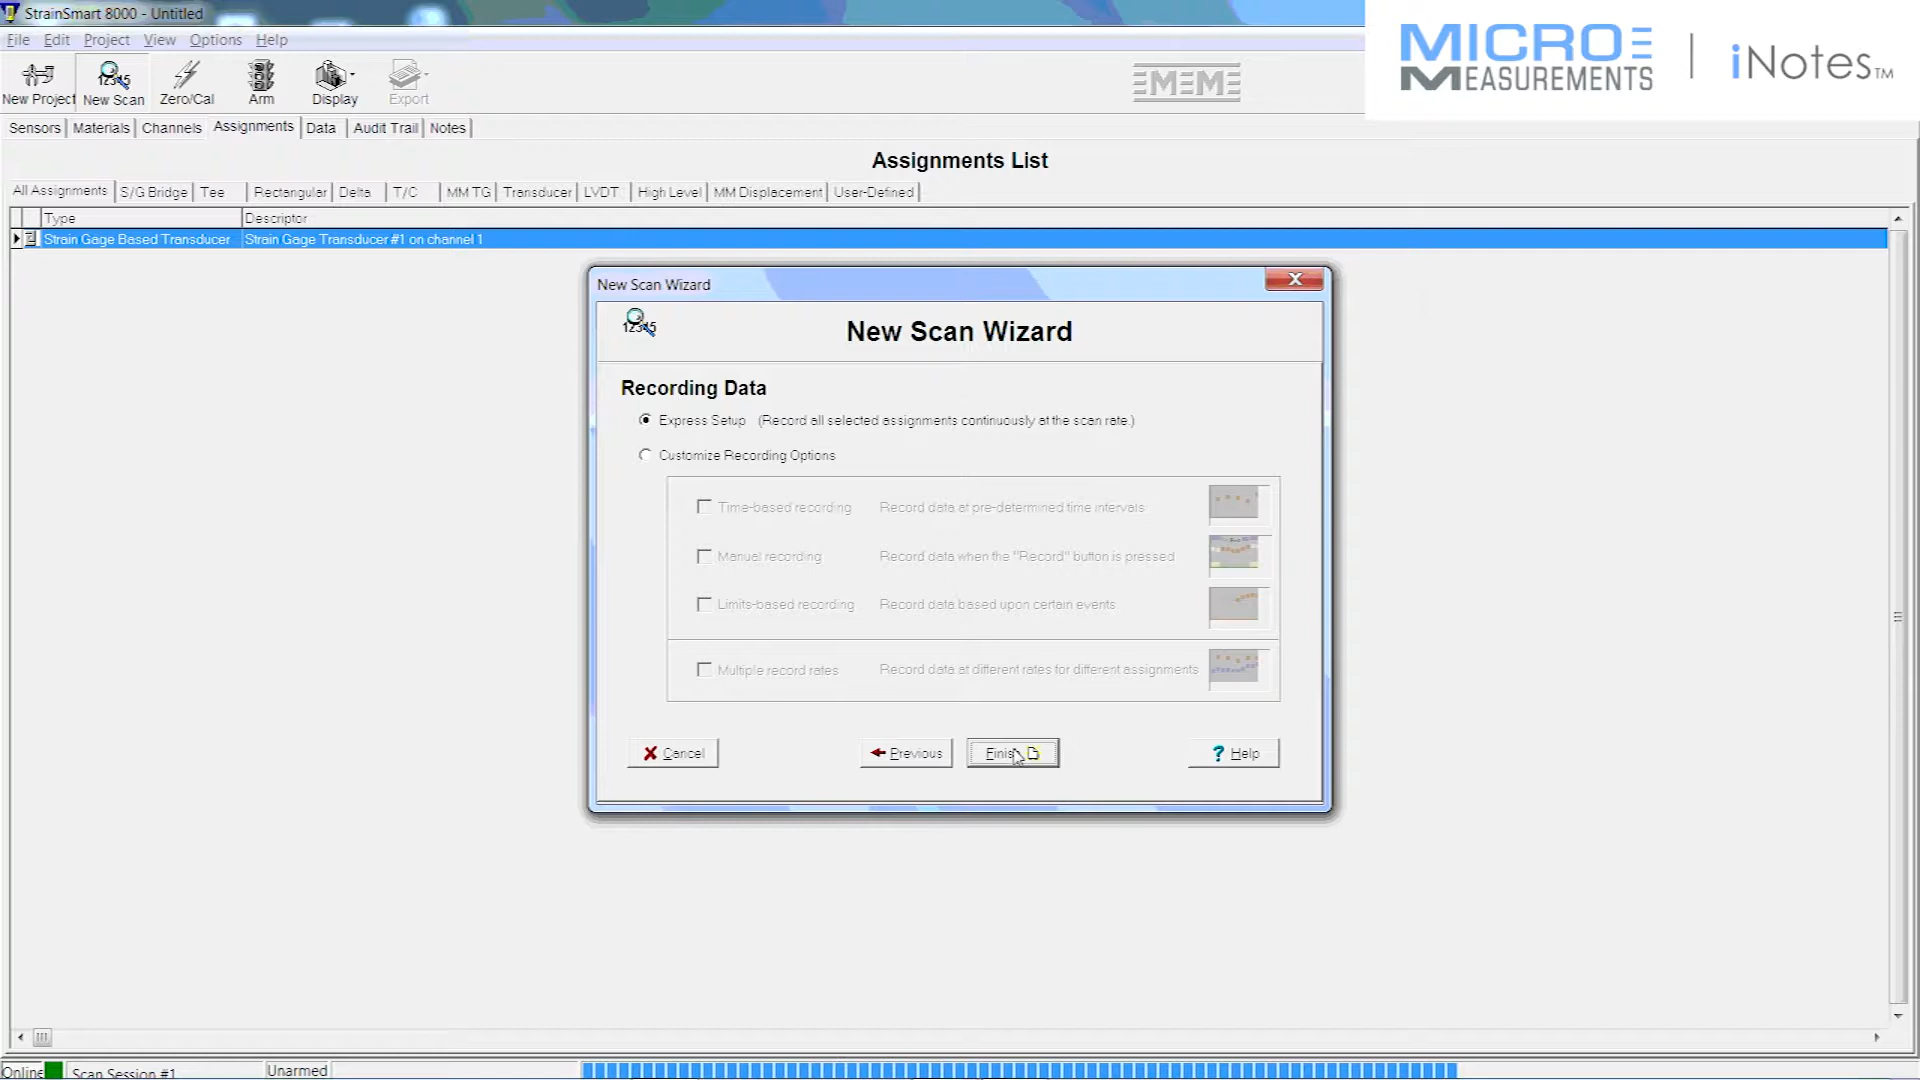 StrainSmart 8000 - Untitled
File Edit Project View Options Help
MICRO MEASUREMENTS | iNotes™
New Project New Scan Zero/Cal Arm Display Export
Sensors Materials Channels Assignments Data Audit Trail Notes
Assignments List
All Assignments S/G Bridge Tee Rectangular Delta T/C MM TG Transducer LVDT High Level MM Displacement User-Defined
Type Descriptor
Strain Gage Based Transducer Strain Gage Transducer #1 on channel 1
New Scan Wizard
12345
New Scan Wizard
Recording Data
Express Setup (Record all selected assignments continuously at the scan rate.)
Customize Recording Options
Time-based recording Record data at pre-determined time intervals
Manual recording Record data when the "Record" button is pressed
Limits-based recording Record data based upon certain events
Multiple record rates Record data at different rates for different assignments
Cancel Previous Finish Help
Online Scan Session #1 Unarmed